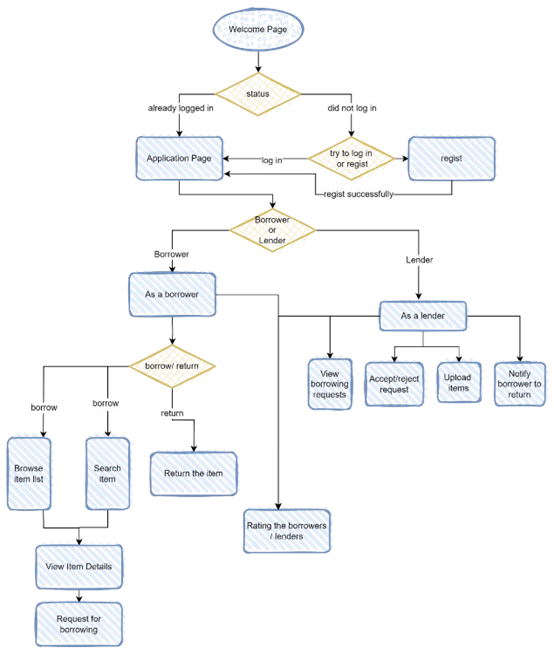 Welcome Page
status
already logged in
did not log in
Application Page
log in
try to log in
or regist
regist
regist successfully
Borrower
or
Lender
Borrower
Lender
As a borrower
As a lender
borrow/ return
View
borrowing
requests
Accept/reject
request
Upload
items
Notify
borrower to
return
borrow
borrow
return
Browse
item list
Search
item
Return the item
Rating the borrowers
/ lenders
View Item Details
Request for
borrowing